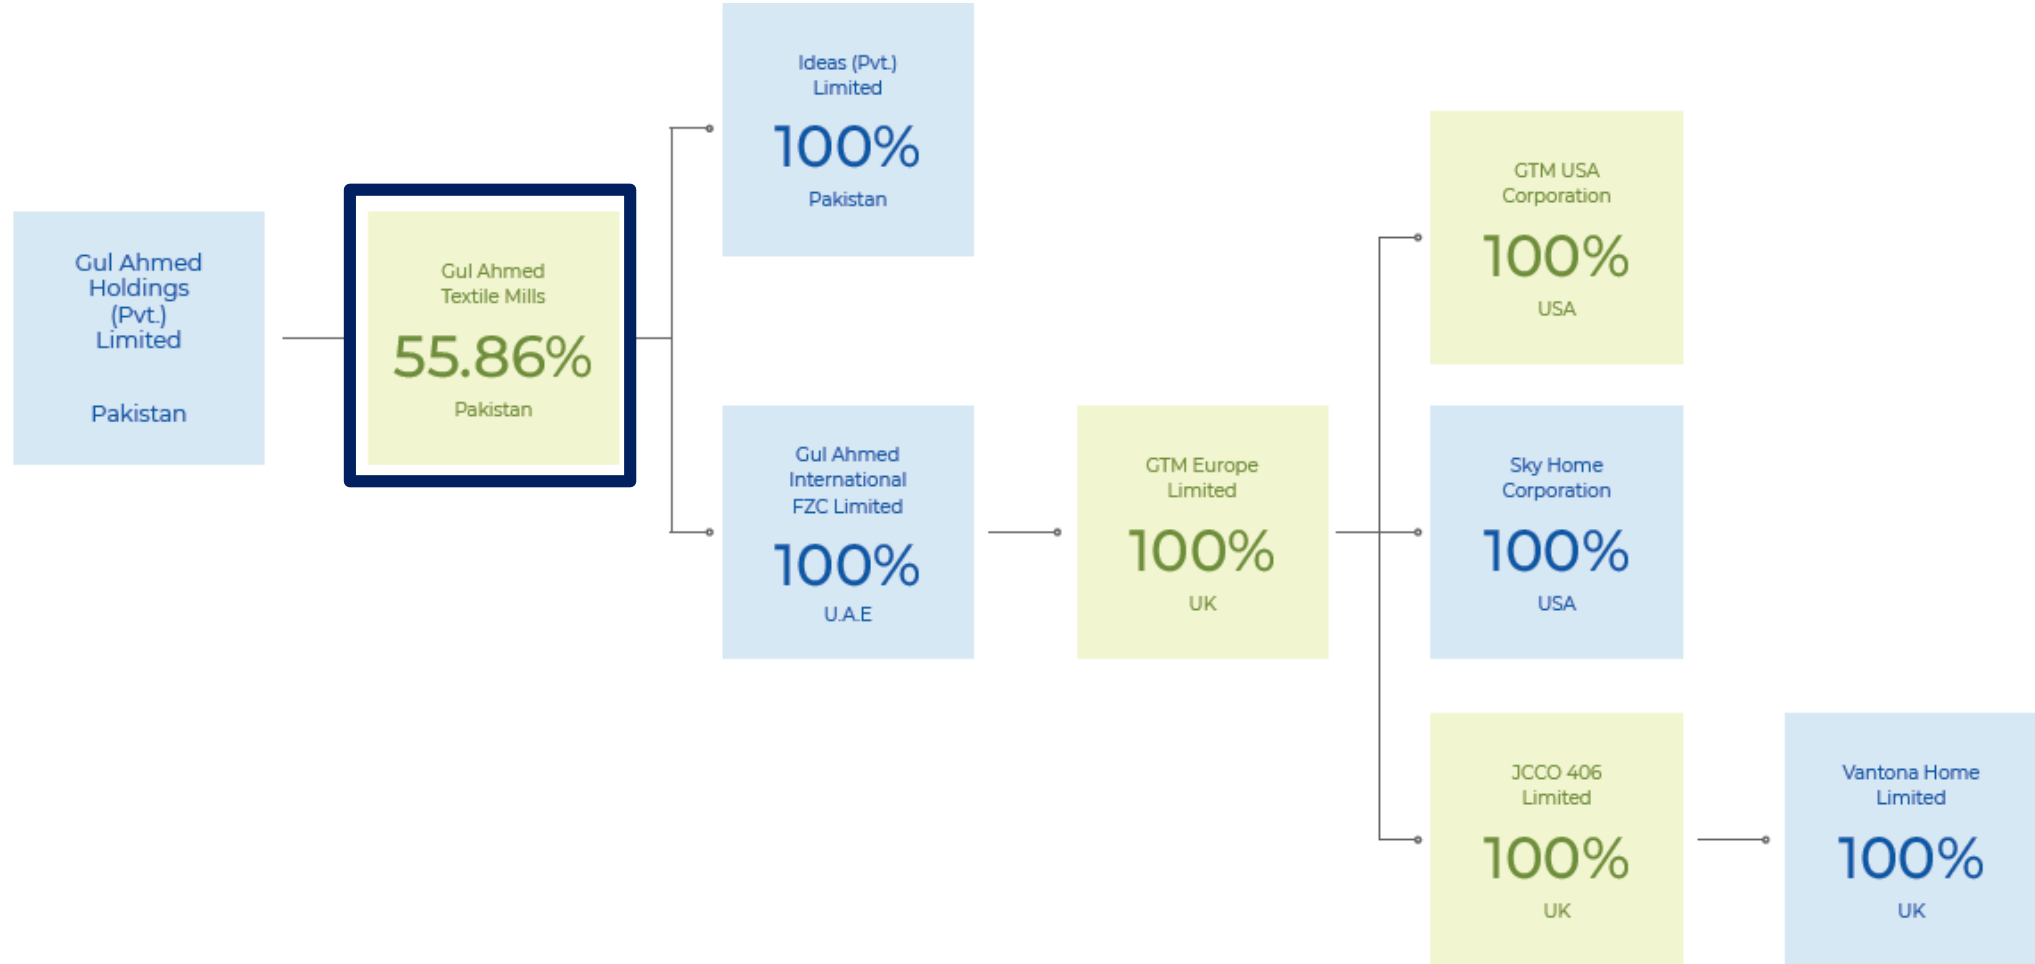 Gul Ahmed
Holdings
(Pvt.)
Limited
Pakistan
Gul Ahmed
Textile Mills
55.86%
Pakistan
Ideas (Pvt.)
Limited
100%
Pakistan
Gul Ahmed
International
FZC Limited
100%
U.A.E
GTM Europe
Limited
100%
UK
GTM USA
Corporation
100%
USA
Sky Home
Corporation
100%
USA
JCCO 406
Limited
100%
UK
Vantona Home
Limited
100%
UK